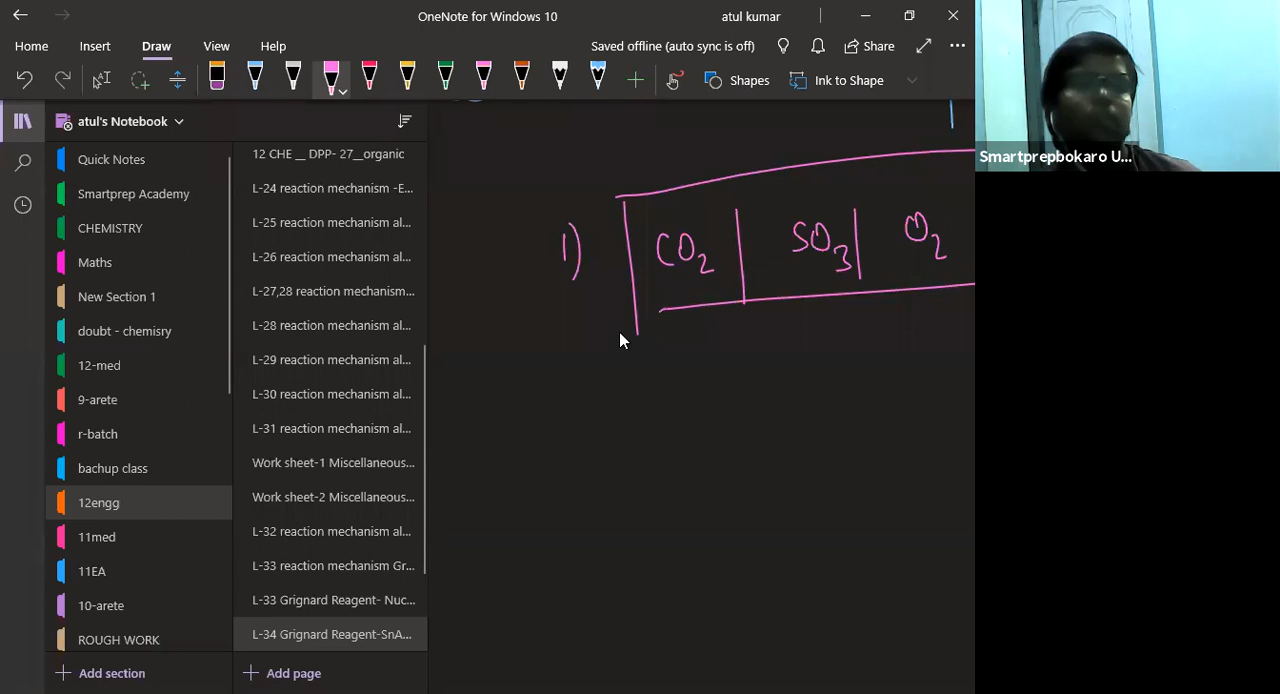 OneNote for Windows 10
atul kumar
Home Insert Draw View Help
Saved offline (auto sync is off)
Share
Shapes
Ink to Shape
atul's Notebook
Quick Notes
Smartprep Academy
CHEMISTRY
Maths
New Section 1
doubt - chemisry
12-med
9-arete
r-batch
bachup class
12engg
11med
11EA
10-arete
ROUGH WORK
Add section
12 CHE __ DPP- 27__organic
L-24 reaction mechanism -E...
L-25 reaction mechanism al...
L-26 reaction mechanism al...
L-27,28 reaction mechanism...
L-28 reaction mechanism al...
L-29 reaction mechanism al...
L-30 reaction mechanism al...
L-31 reaction mechanism al...
Work sheet-1 Miscellaneous...
Work sheet-2 Miscellaneous...
L-32 reaction mechanism al...
L-33 reaction mechanism Gr...
L-33 Grignard Reagent- Nuc...
L-34 Grignard Reagent-SnA...
Add page
1) CO2 | SO3 | O2
Smartprepbokaro U...